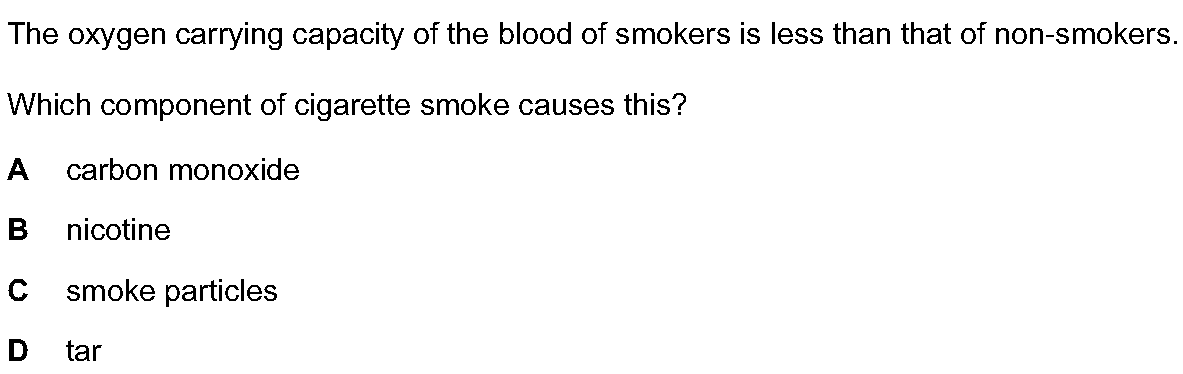 The oxygen carrying capacity of the blood of smokers is less than that of non-smokers.
Which component of cigarette smoke causes this?
A carbon monoxide
B nicotine
C smoke particles
D tar